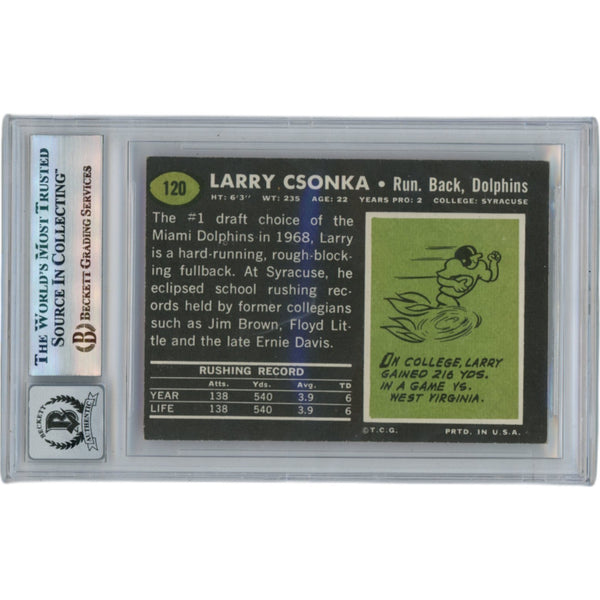 THE WORLD'S MOST TRUSTED
SOURCE IN COLLECTING™
BECKETT GRADING SERVICES
BECKETT
AUTHENTIC
120
LARRY CSONKA • Run. Back, Dolphins
HT: 6'3" WT: 235 AGE: 22 YEARS PRO: 2 COLLEGE: SYRACUSE
The #1 draft choice of the
Miami Dolphins in 1968, Larry
is a hard-running, rough-block-
ing fullback. At Syracuse, he
eclipsed school rushing rec-
ords held by former collegians
such as Jim Brown, Floyd Lit-
tle and the late Ernie Davis.
RUSHING RECORD
Atts. Yds. Avg. TD
YEAR 138 540 3.9 6
LIFE 138 540 3.9 6
IN COLLEGE, LARRY
GAINED 216 YDS.
IN A GAME VS.
WEST VIRGINIA.
©T.C.G. PRTD. IN U.S.A.